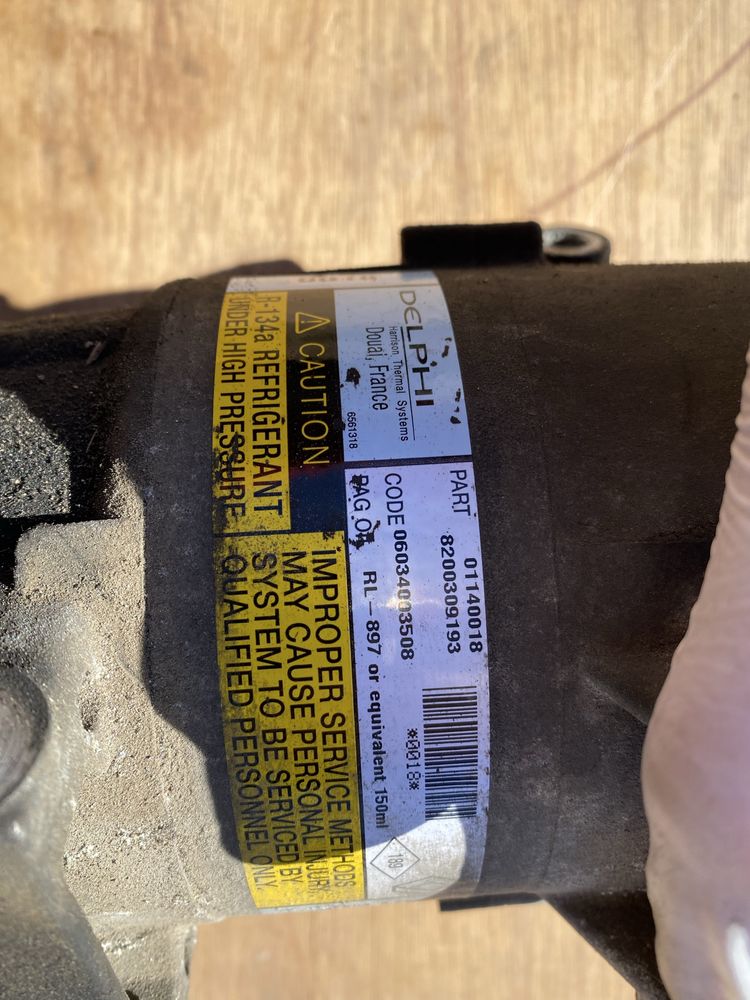 DELPHI
Harrison Thermal Systems
Douai, France
6561318
⚠ CAUTION
R-134a REFRIGERANT
UNDER HIGH PRESSURE
PART 01140018
8200309193
CODE 06034003508
*0018*
PAG OIL RL-897 or equivalent 150ml
189
IMPROPER SERVICE METHODS
MAY CAUSE PERSONAL INJURY
SYSTEM TO BE SERVICED BY
QUALIFIED PERSONNEL ONLY